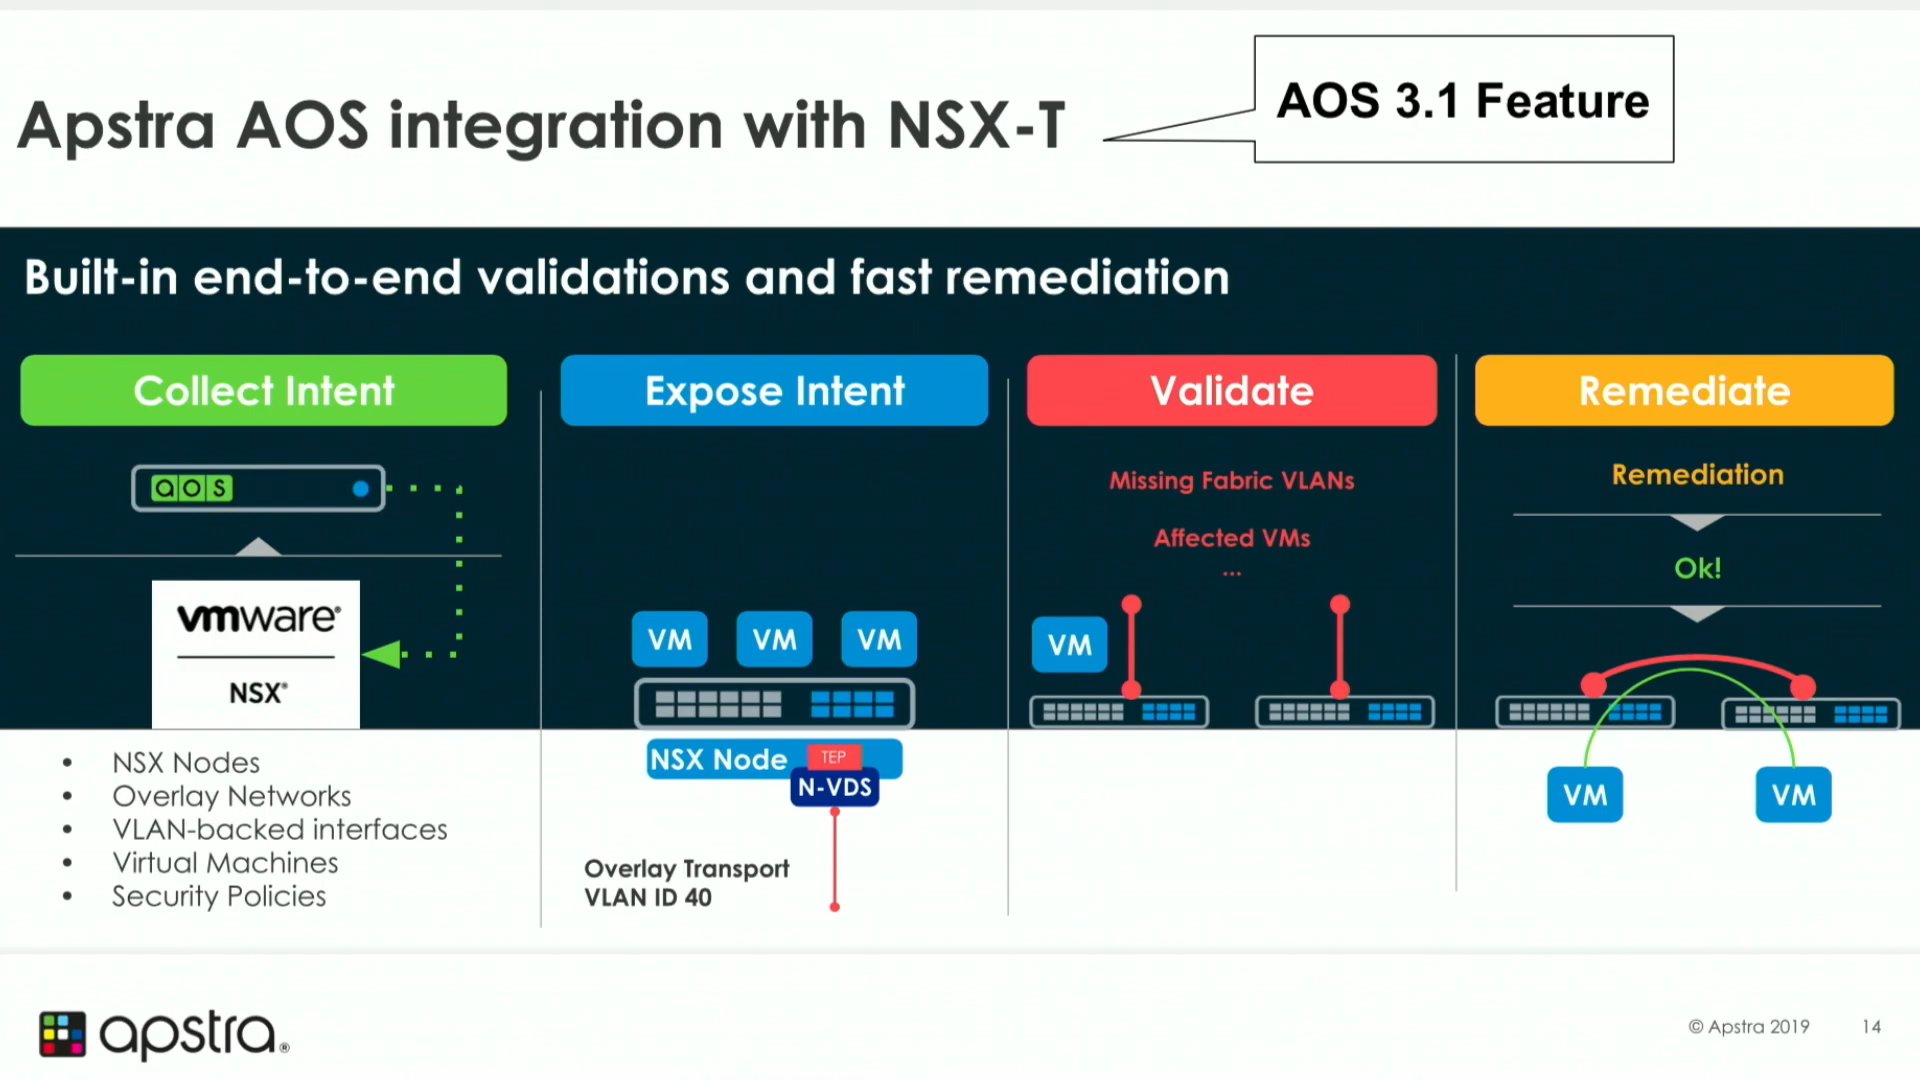 Apstra AOS integration with NSX-T
AOS 3.1 Feature
Built-in end-to-end validations and fast remediation
Collect Intent
aos
vmware®
NSX®
• NSX Nodes
• Overlay Networks
• VLAN-backed interfaces
• Virtual Machines
• Security Policies
Expose Intent
VM VM VM
NSX Node
TEP
N-VDS
Overlay Transport
VLAN ID 40
Validate
Missing Fabric VLANs
Affected VMs
...
VM
Remediate
Remediation
Ok!
VM VM
apstra®
© Apstra 2019 14